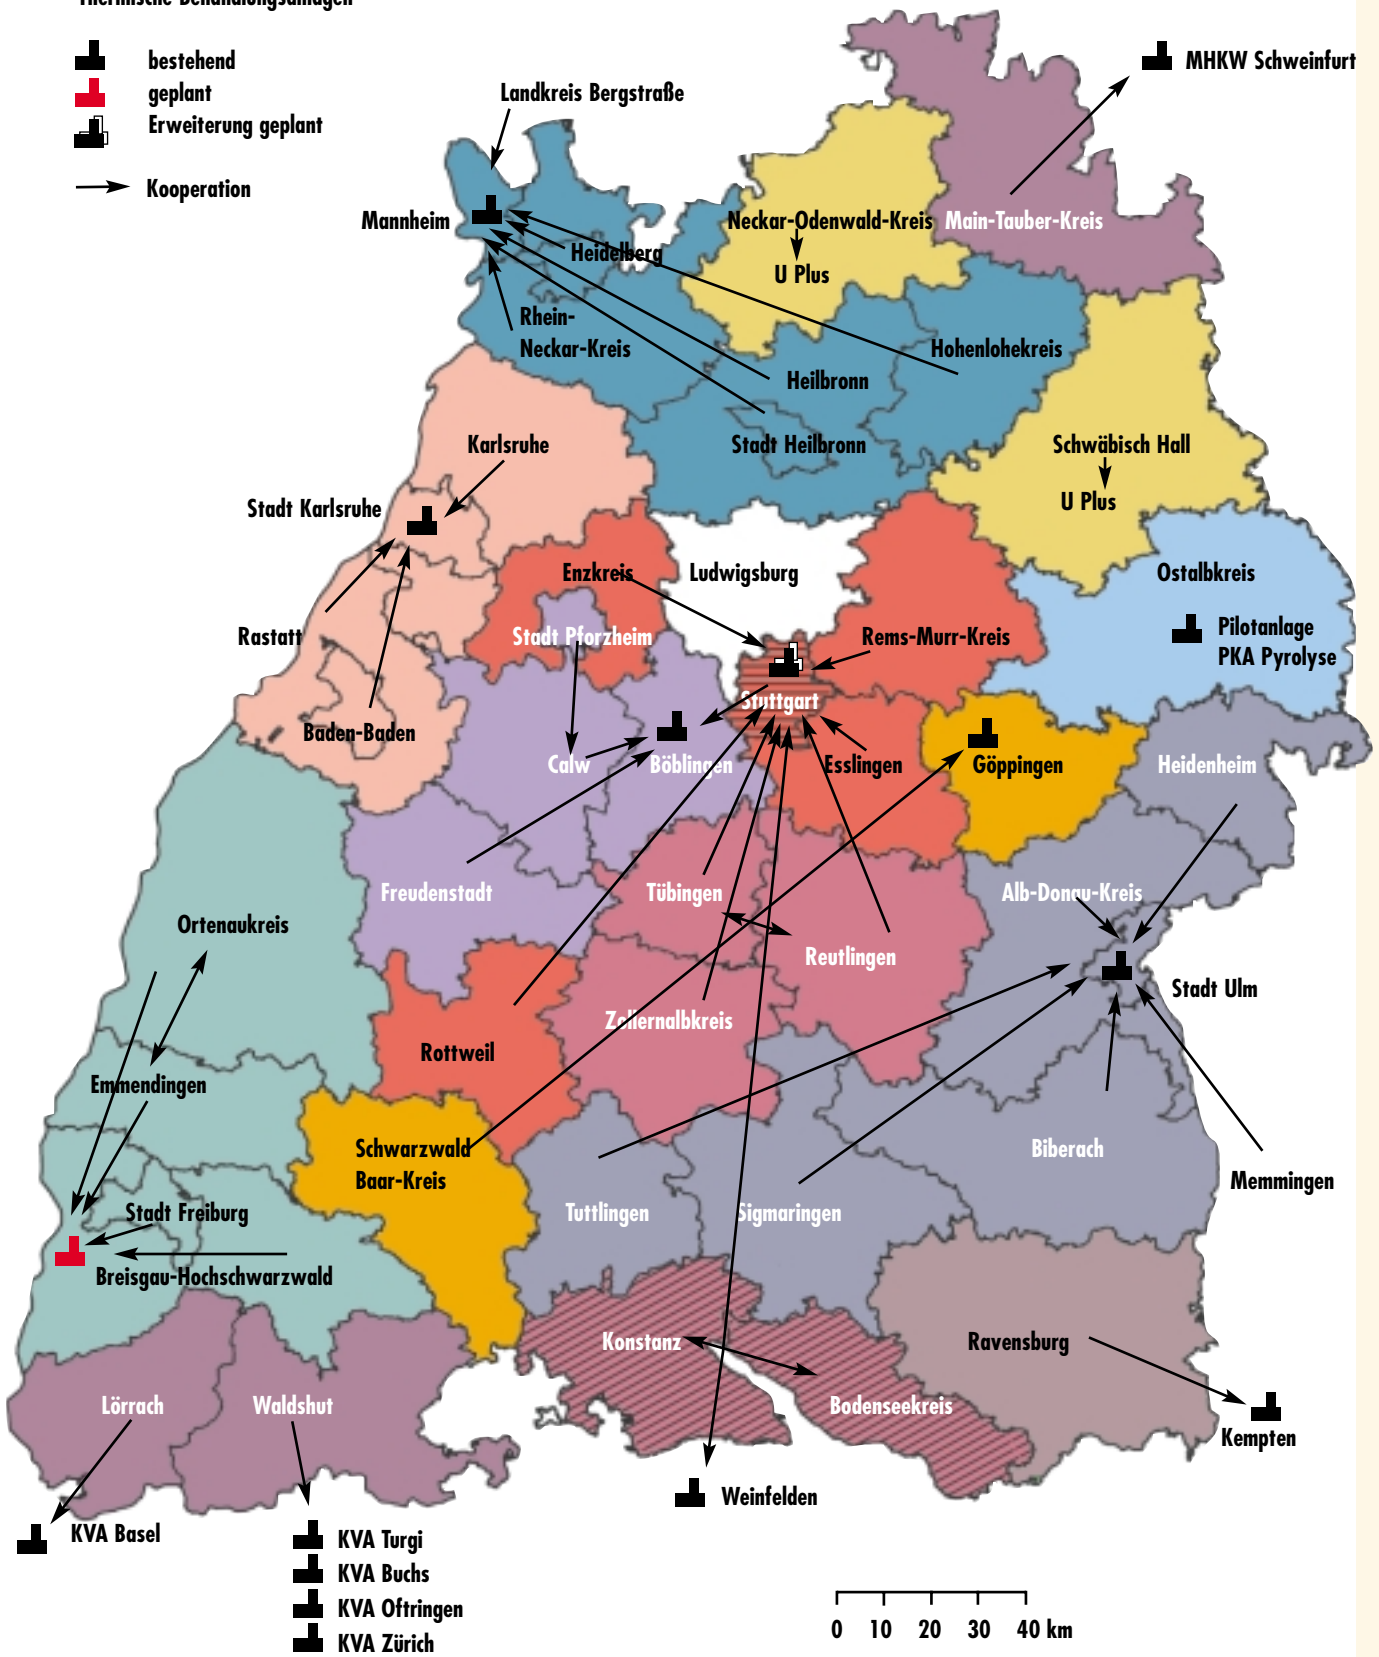 Thermische Behandlungsanlagen
bestehend
geplant
Erweiterung geplant
Kooperation
MHKW Schweinfurt
Landkreis Bergstraße
Mannheim
Heidelberg
Neckar-Odenwald-Kreis
U Plus
Main-Tauber-Kreis
Rhein-
Neckar-Kreis
Hohenlohekreis
Heilbronn
Stadt Heilbronn
Karlsruhe
Schwäbisch Hall
U Plus
Stadt Karlsruhe
Enzkreis
Ludwigsburg
Ostalbkreis
Rastatt
Stadt Pforzheim
Rems-Murr-Kreis
Pilotanlage
PKA Pyrolyse
Stuttgart
Baden-Baden
Calw
Böblingen
Esslingen
Göppingen
Heidenheim
Freudenstadt
Tübingen
Alb-Donau-Kreis
Ortenaukreis
Reutlingen
Stadt Ulm
Zollernalbkreis
Rottweil
Emmendingen
Schwarzwald
Baar-Kreis
Biberach
Memmingen
Stadt Freiburg
Tuttlingen
Sigmaringen
Breisgau-Hochschwarzwald
Konstanz
Ravensburg
Lörrach
Waldshut
Bodenseekreis
Kempten
Weinfelden
KVA Basel
KVA Turgi
KVA Buchs
KVA Oftringen
KVA Zürich
0 10 20 30 40 km